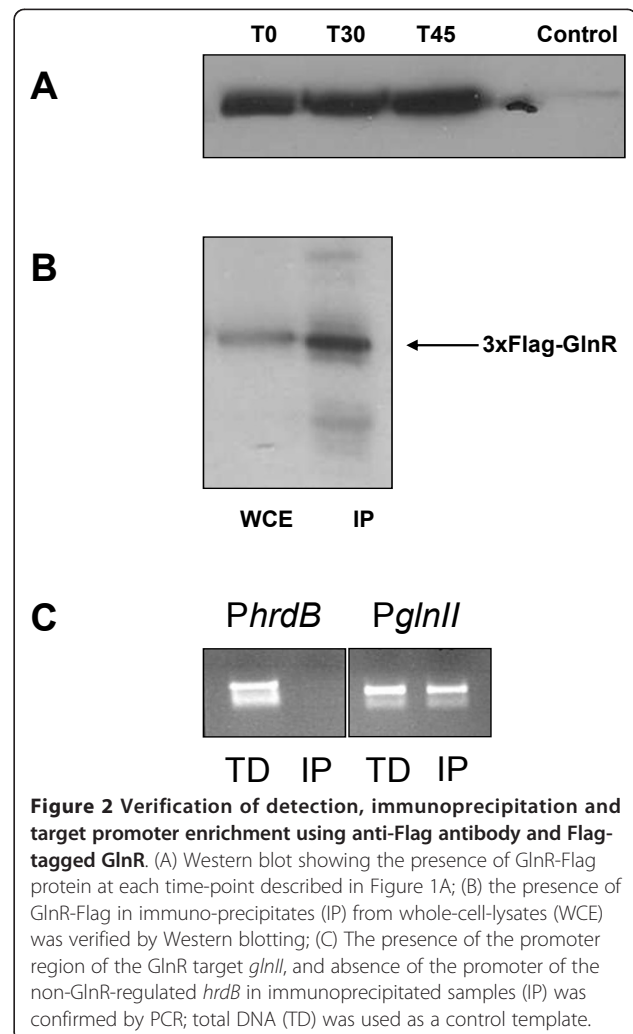 T0 T30 T45 Control
A
B
3xFlag-GlnR
WCE IP
C
PhrdB PglnII
TD IP TD IP
Figure 2 Verification of detection, immunoprecipitation and
target promoter enrichment using anti-Flag antibody and Flag-
tagged GlnR. (A) Western blot showing the presence of GlnR-Flag
protein at each time-point described in Figure 1A; (B) the presence of
GlnR-Flag in immuno-precipitates (IP) from whole-cell-lysates (WCE)
was verified by Western blotting; (C) The presence of the promoter
region of the GlnR target glnII, and absence of the promoter of the
non-GlnR-regulated hrdB in immunoprecipitated samples (IP) was
confirmed by PCR; total DNA (TD) was used as a control template.